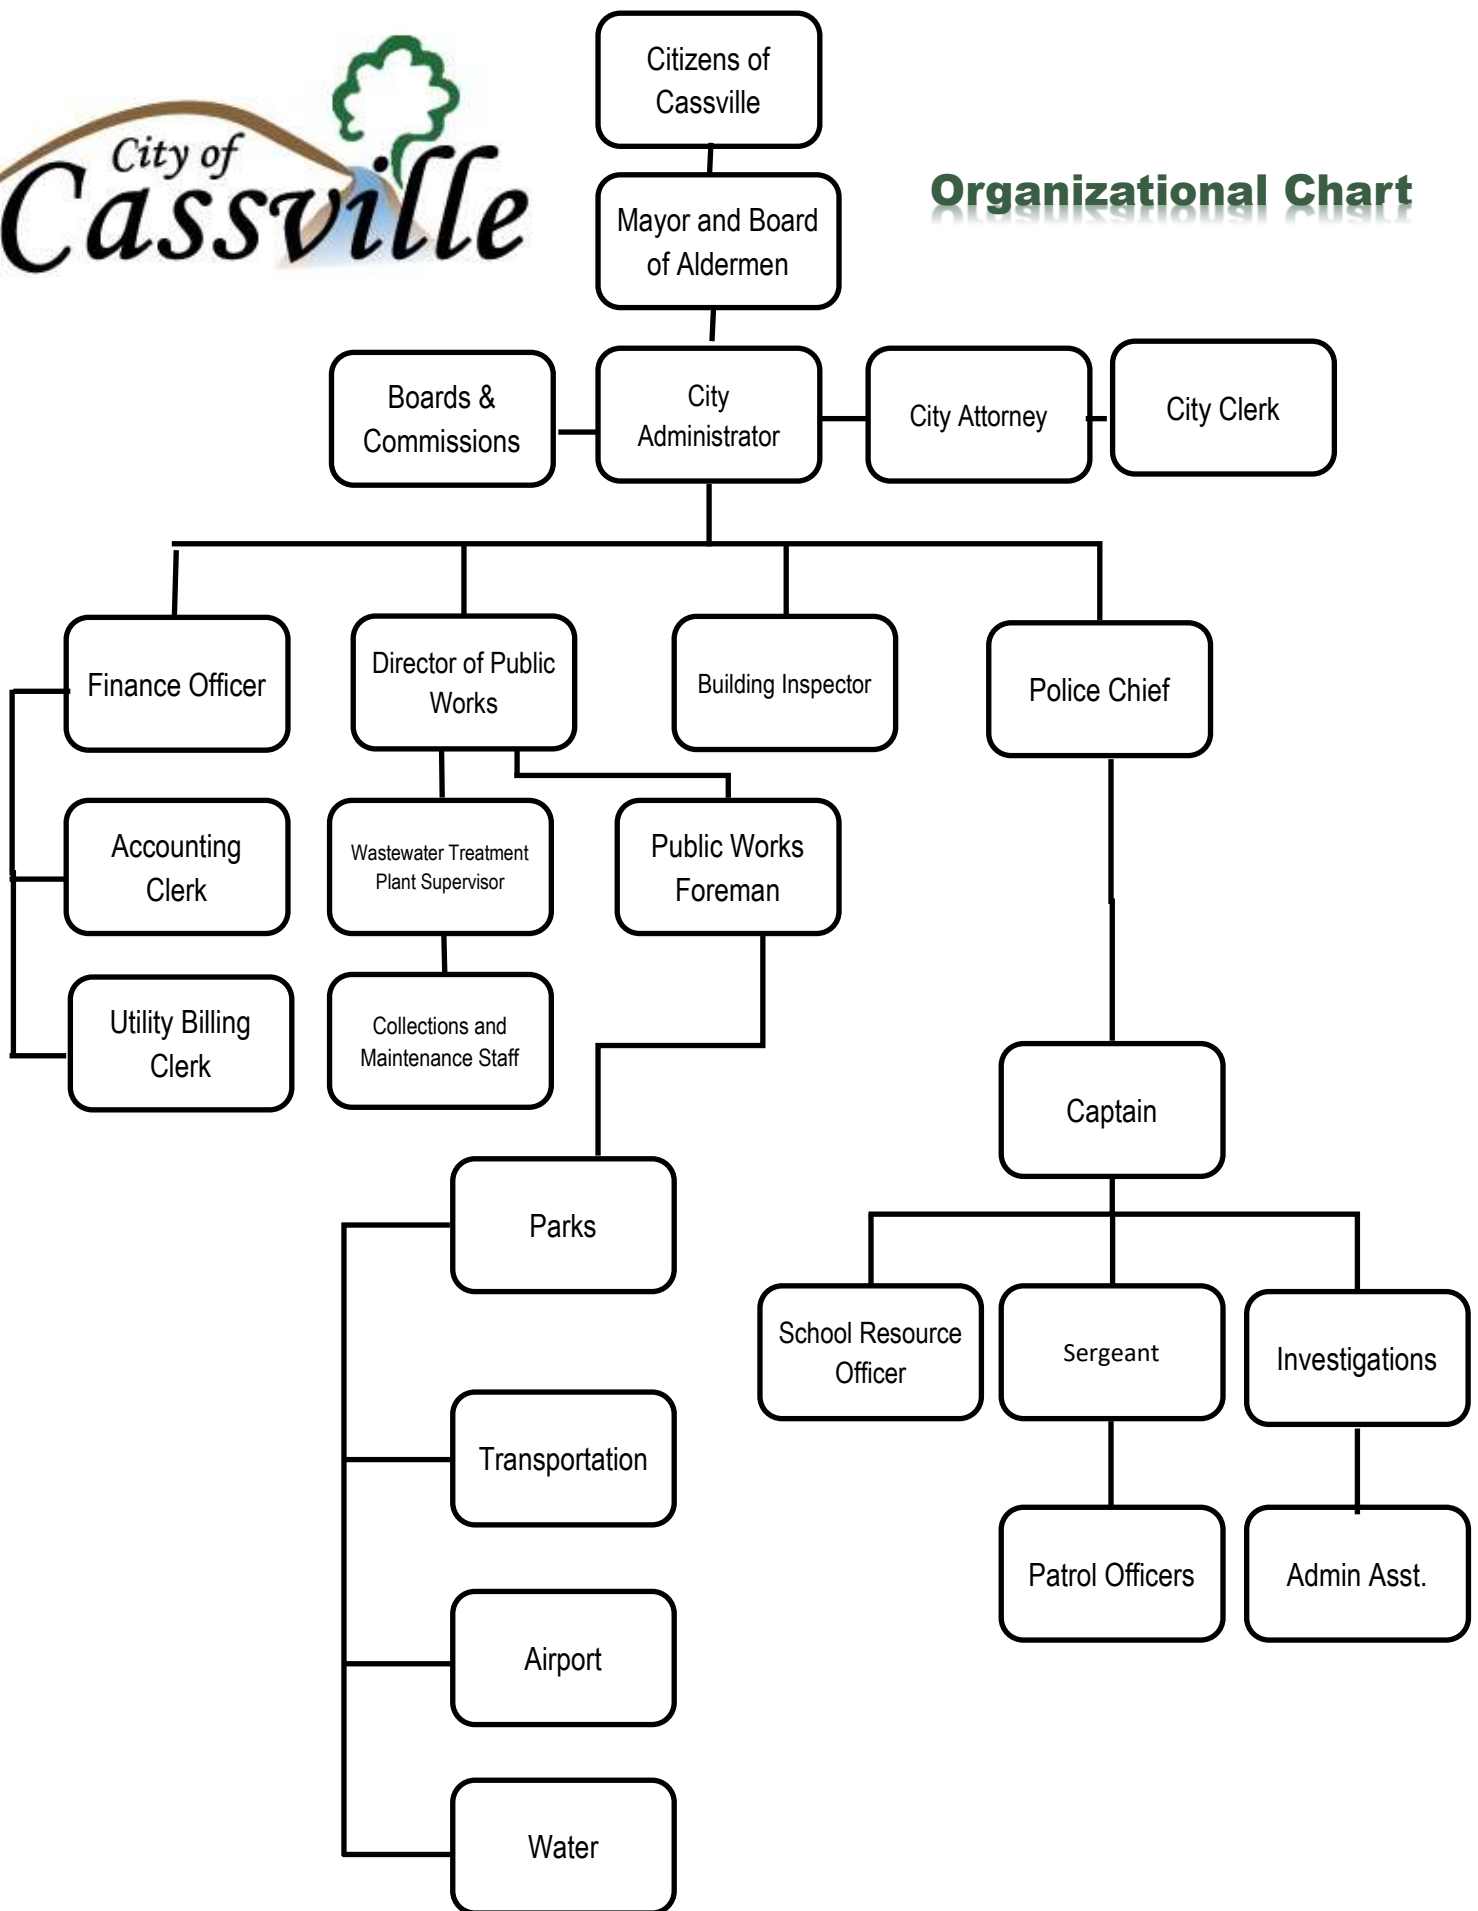 City of
Cassville
Citizens of
Cassville
Organizational Chart
Mayor and Board
of Aldermen
Boards &
Commissions
City
Administrator
City Attorney
City Clerk
Finance Officer
Director of Public
Works
Building Inspector
Police Chief
Accounting
Clerk
Wastewater Treatment
Plant Supervisor
Public Works
Foreman
Utility Billing
Clerk
Collections and
Maintenance Staff
Captain
Parks
School Resource
Officer
Sergeant
Investigations
Transportation
Patrol Officers
Admin Asst.
Airport
Water